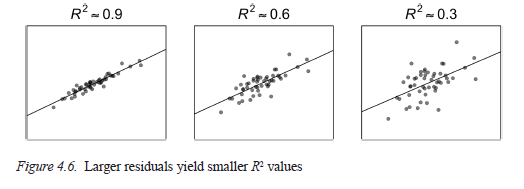 R² ≈ 0.9
R² ≈ 0.6
R² ≈ 0.3
Figure 4.6. Larger residuals yield smaller R² values